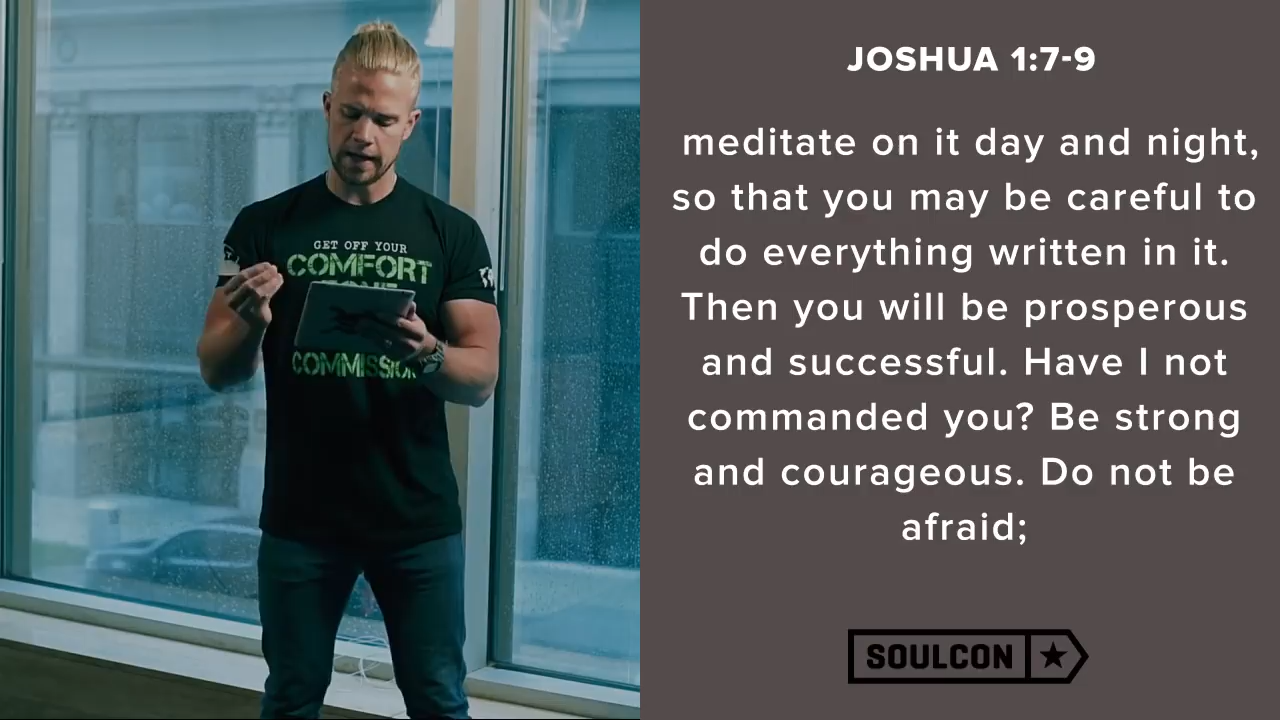 GET OFF YOUR
COMFORT
COMMISSION
JOSHUA 1:7-9
meditate on it day and night,
so that you may be careful to
do everything written in it.
Then you will be prosperous
and successful. Have I not
commanded you? Be strong
and courageous. Do not be
afraid;
SOULCON